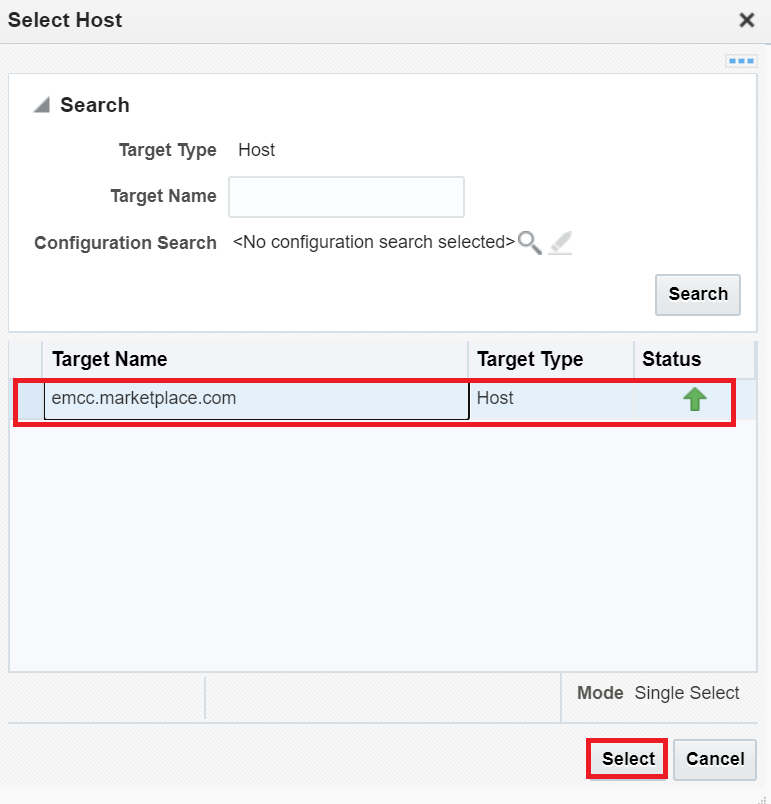 Select Host
Search
Target Type Host
Target Name
Configuration Search <No configuration search selected>
Search
Target Name Target Type Status
emcc.marketplace.com Host
Mode Single Select
Select Cancel